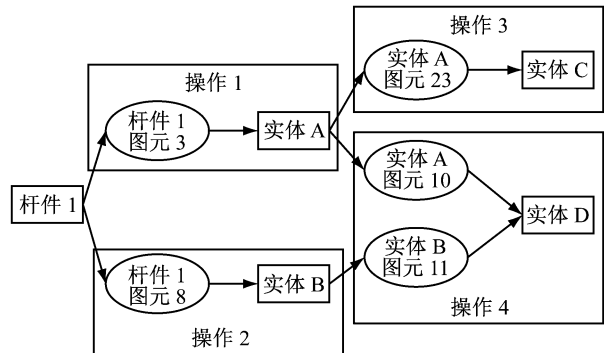 操作 3
实体 A
图元 23
实体 C
操作 1
杆件 1
图元 3
实体 A
实体 A
图元 10
杆件 1
实体 D
实体 B
图元 11
杆件 1
图元 8
实体 B
操作 4
操作 2